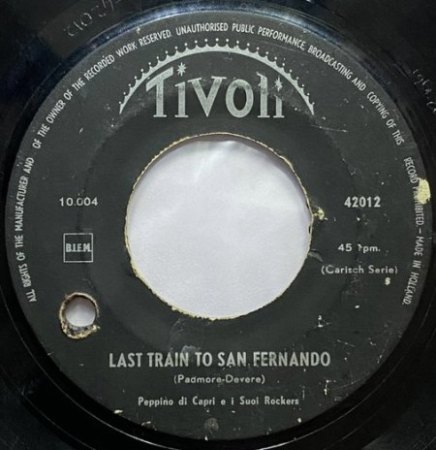 ALL RIGHTS OF THE MANUFACTURER AND OF THE OWNER OF THE RECORDED WORK RESERVED UNAUTHORISED PUBLIC PERFORMANCE, BROADCASTING AND COPYING OF THIS RECORD PROHIBITED - MADE IN HOLLAND.
Tivoli
10.004
42012
B.I.E.M.
45 rpm.
(Carisch Serie)
LAST TRAIN TO SAN FERNANDO
(Padmore-Devere)
Peppino di Capri e i Suoi Rockers